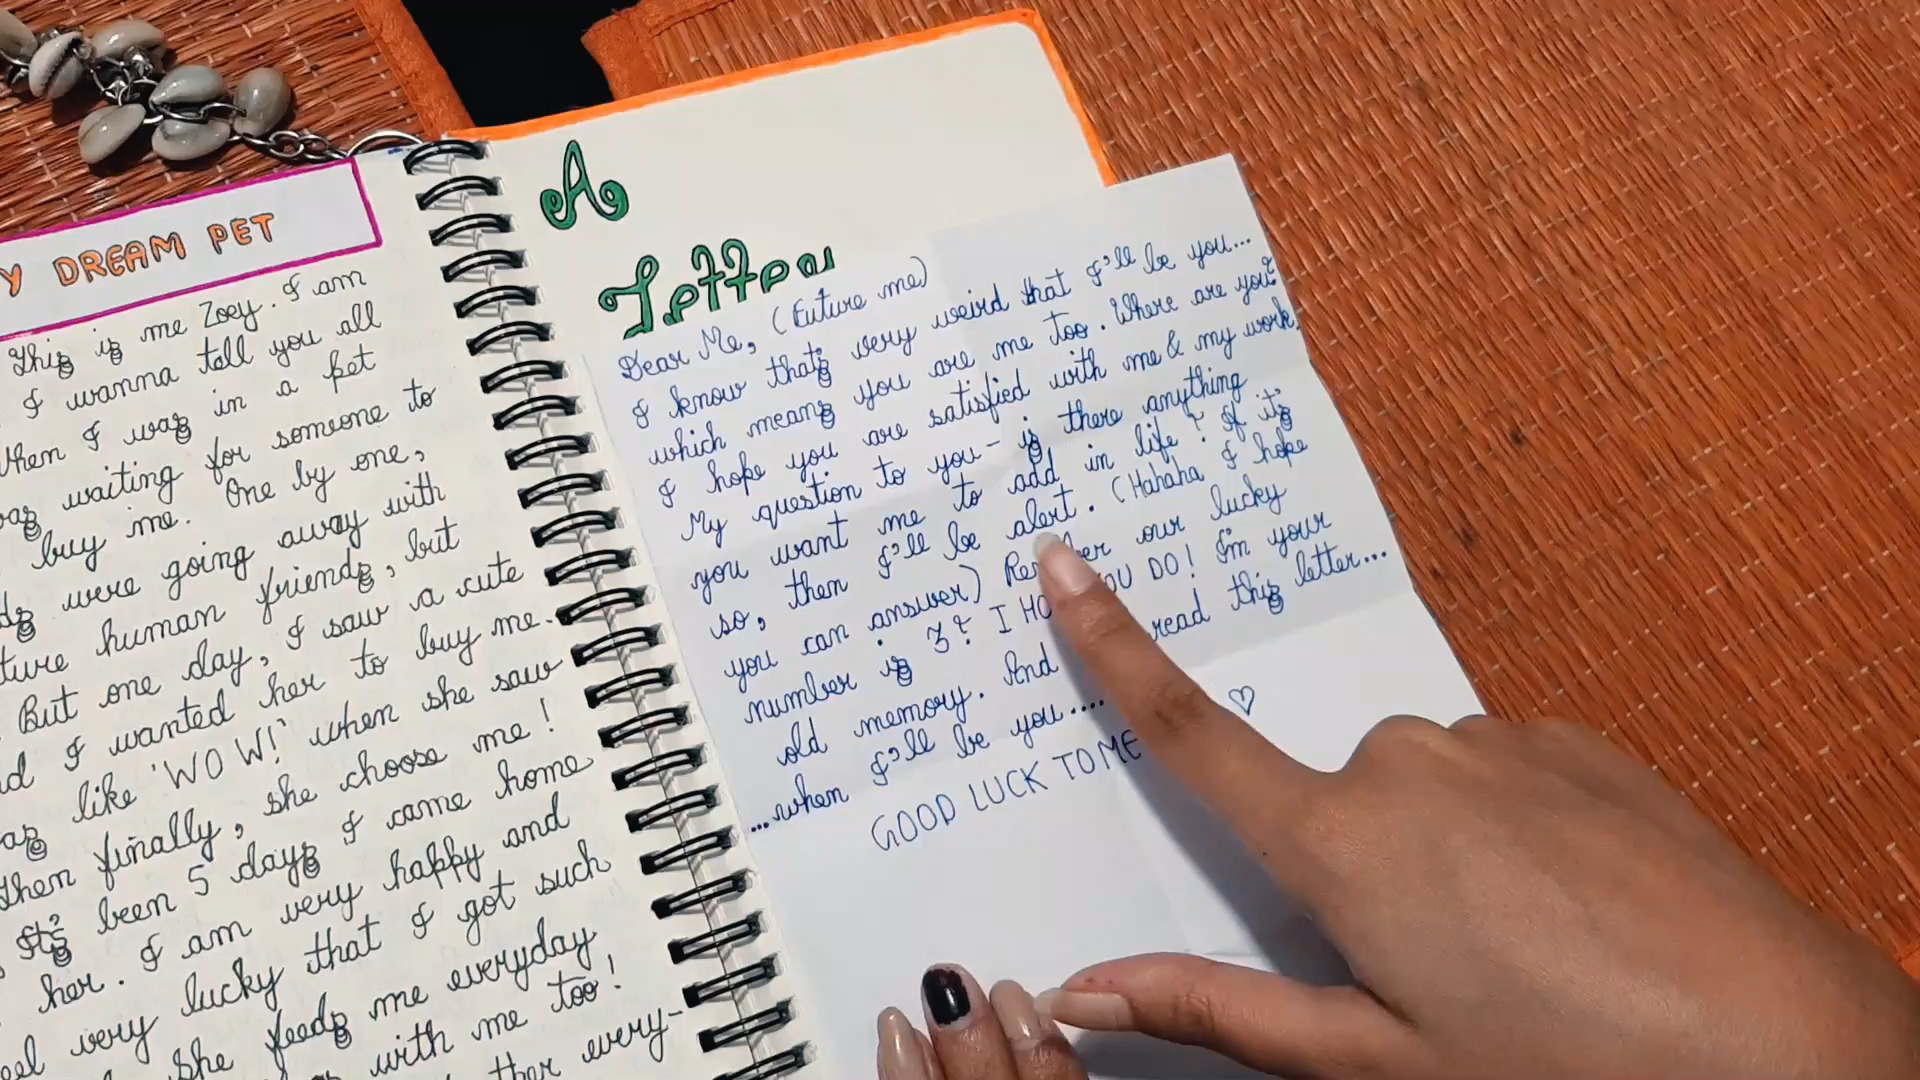 Y DREAM PET
This is me Zoey. I am
I wanna tell you all
When I was in a pet
waiting for someone to
buy me. One by one,
were going away with
human friends, but
But one day, I saw a cute
I wanted her to buy me.
like 'WOW!' when she saw
Then finally, she choose me!
It's been 5 days I came home
her. I am very happy and
very lucky that I got such
She feeds me everyday
with me too!
every-
A
Letter
Dear Me, (Future me)
I know thats very weird that I'll be you...
which means you are me too. Where are you?
I hope you are satisfied with me & my work.
My question to you - is there anything
you want me to add in life? If it's
so, then I'll be alert. (Hahaha I hope
you can answer) our lucky
number is 3? I YOU DO! I'm your
old memory. And read this letter...
...when I'll be you....
GOOD LUCK TO ME